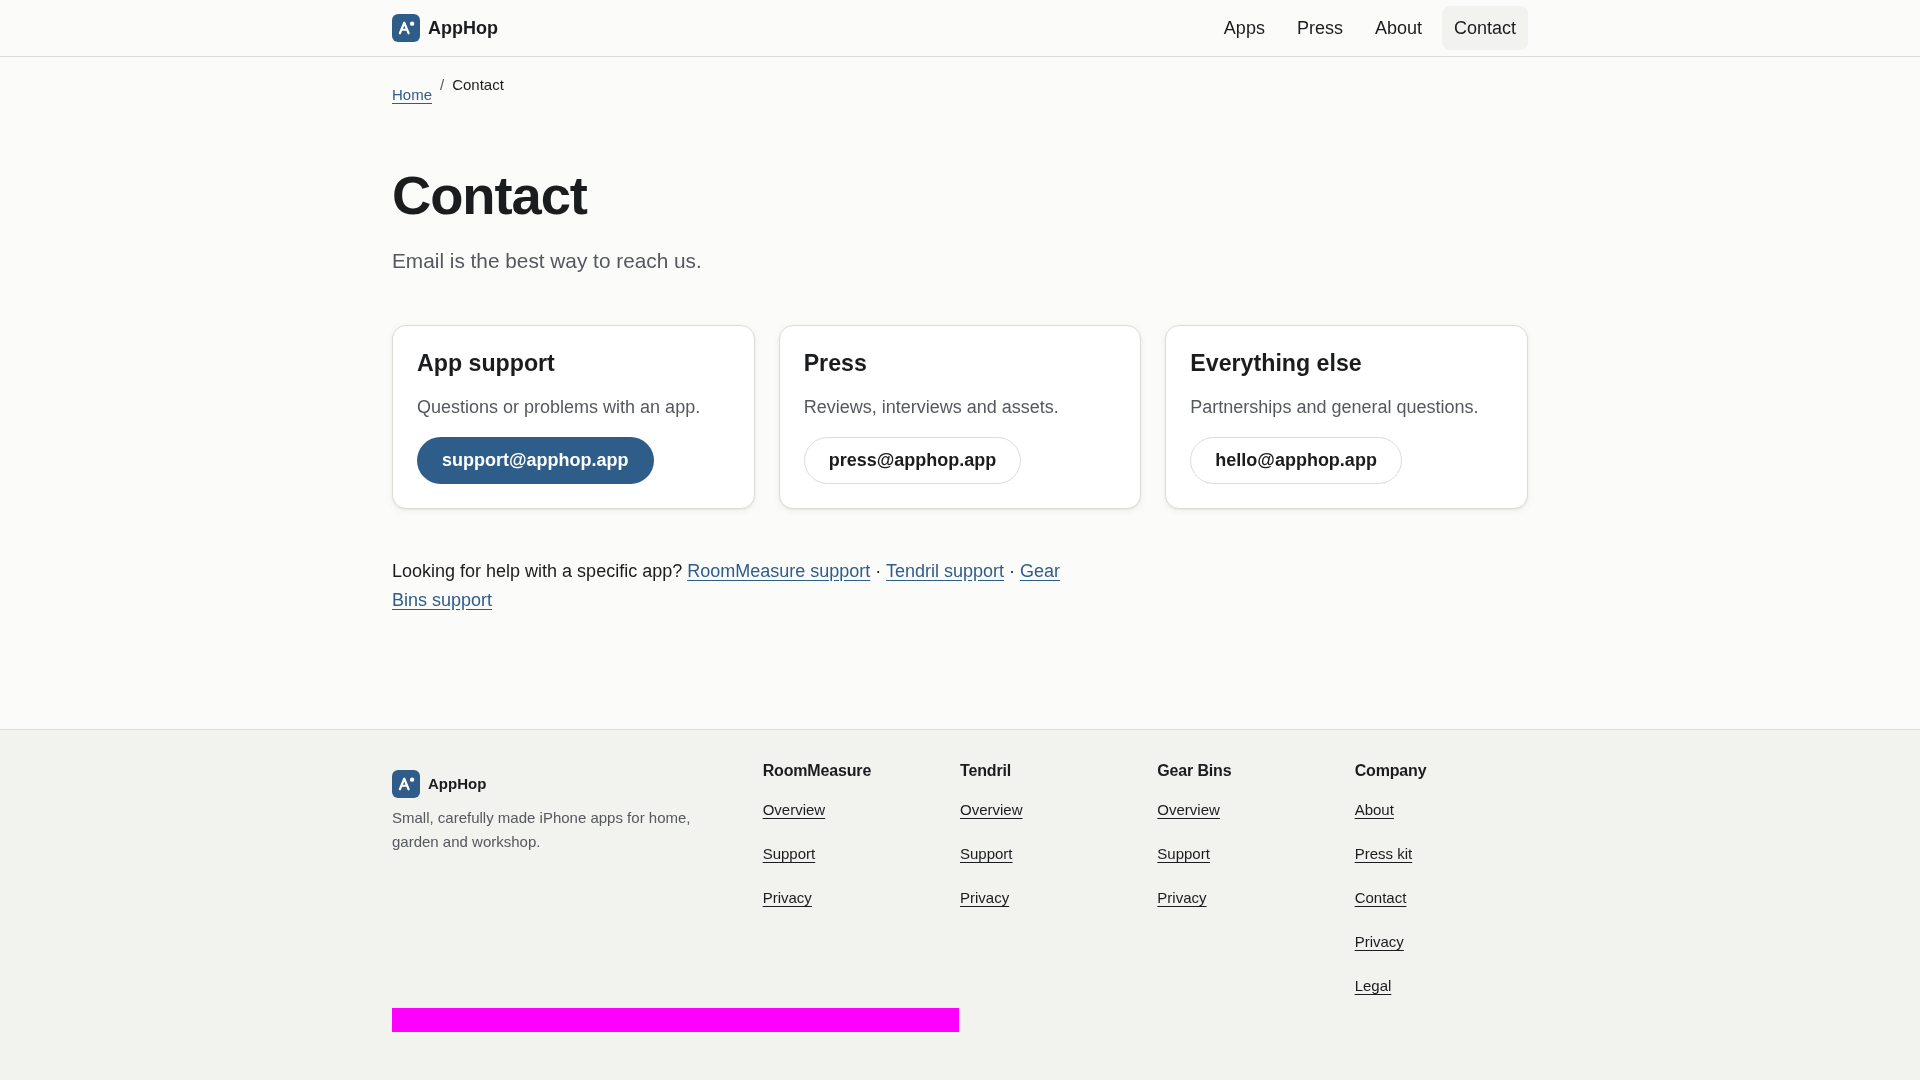 AppHop
Apps
Press
About
Contact
Home / Contact
Contact
Email is the best way to reach us.
App support
Questions or problems with an app.
support@apphop.app
Press
Reviews, interviews and assets.
press@apphop.app
Everything else
Partnerships and general questions.
hello@apphop.app
Looking for help with a specific app? RoomMeasure support · Tendril support · Gear
Bins support
AppHop
Small, carefully made iPhone apps for home,
garden and workshop.
RoomMeasure
Overview
Support
Privacy
Tendril
Overview
Support
Privacy
Gear Bins
Overview
Support
Privacy
Company
About
Press kit
Contact
Privacy
Legal